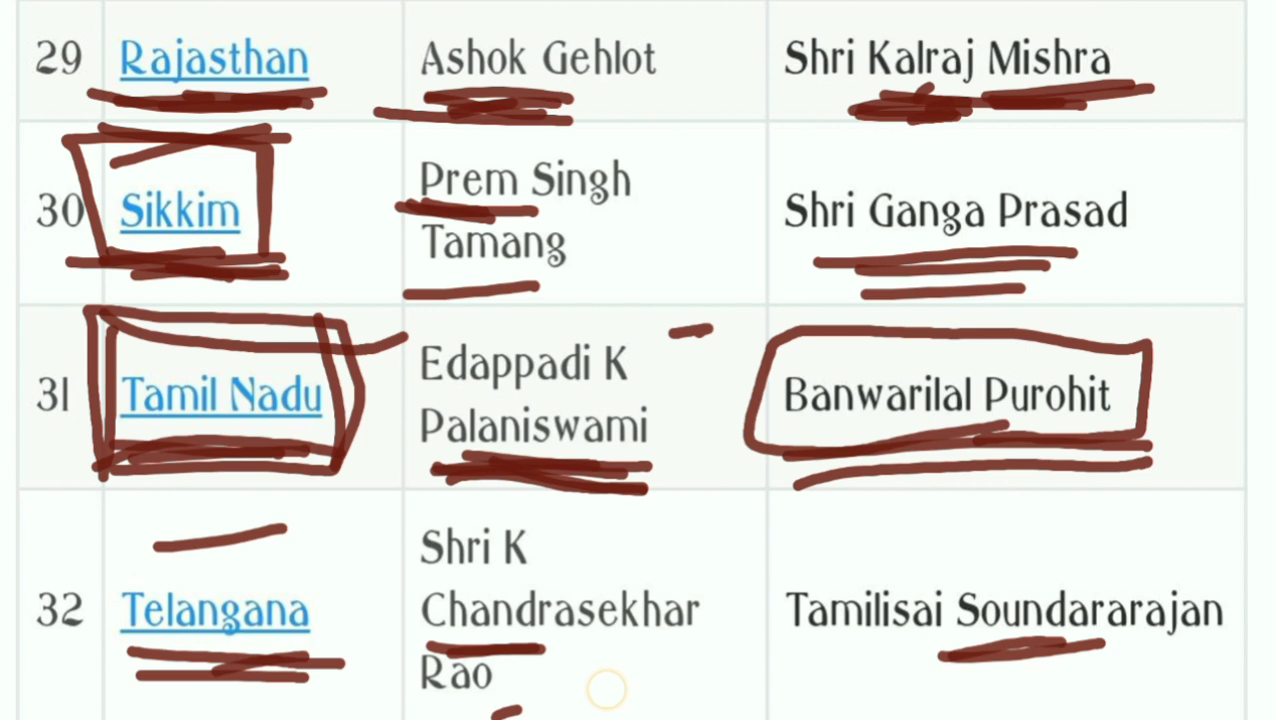 29 Rajasthan Ashok Gehlot Shri Kalraj Mishra
Prem Singh
30 Sikkim Shri Ganga Prasad
Tamang
Edappadi K
31 Tamil Nadu Banwarilal Purohit
Palaniswami
Shri K
32 Telangana Chandrasekhar Tamilisai Soundararajan
Rao